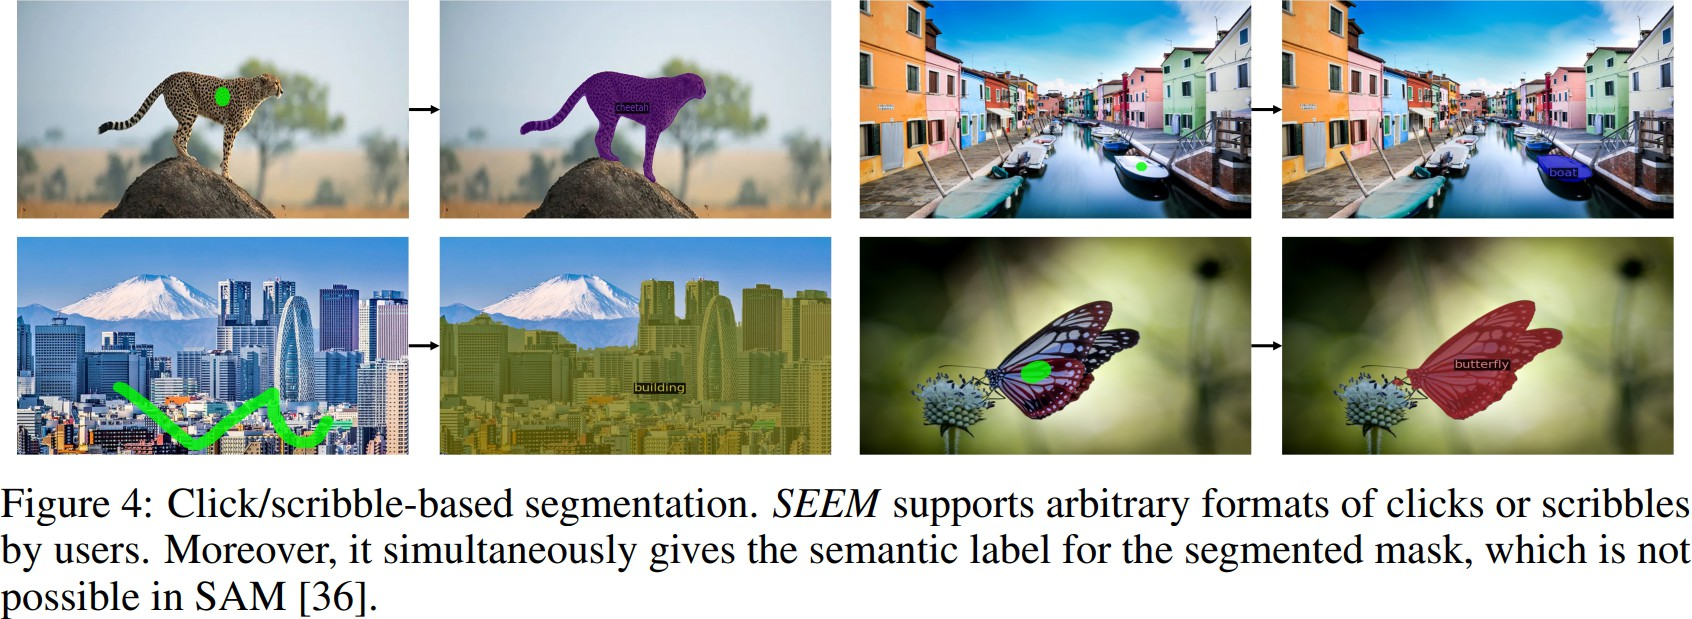 cheetah
boat
building
butterfly
Figure 4: Click/scribble-based segmentation. SEEM supports arbitrary formats of clicks or scribbles
by users. Moreover, it simultaneously gives the semantic label for the segmented mask, which is not
possible in SAM [36].